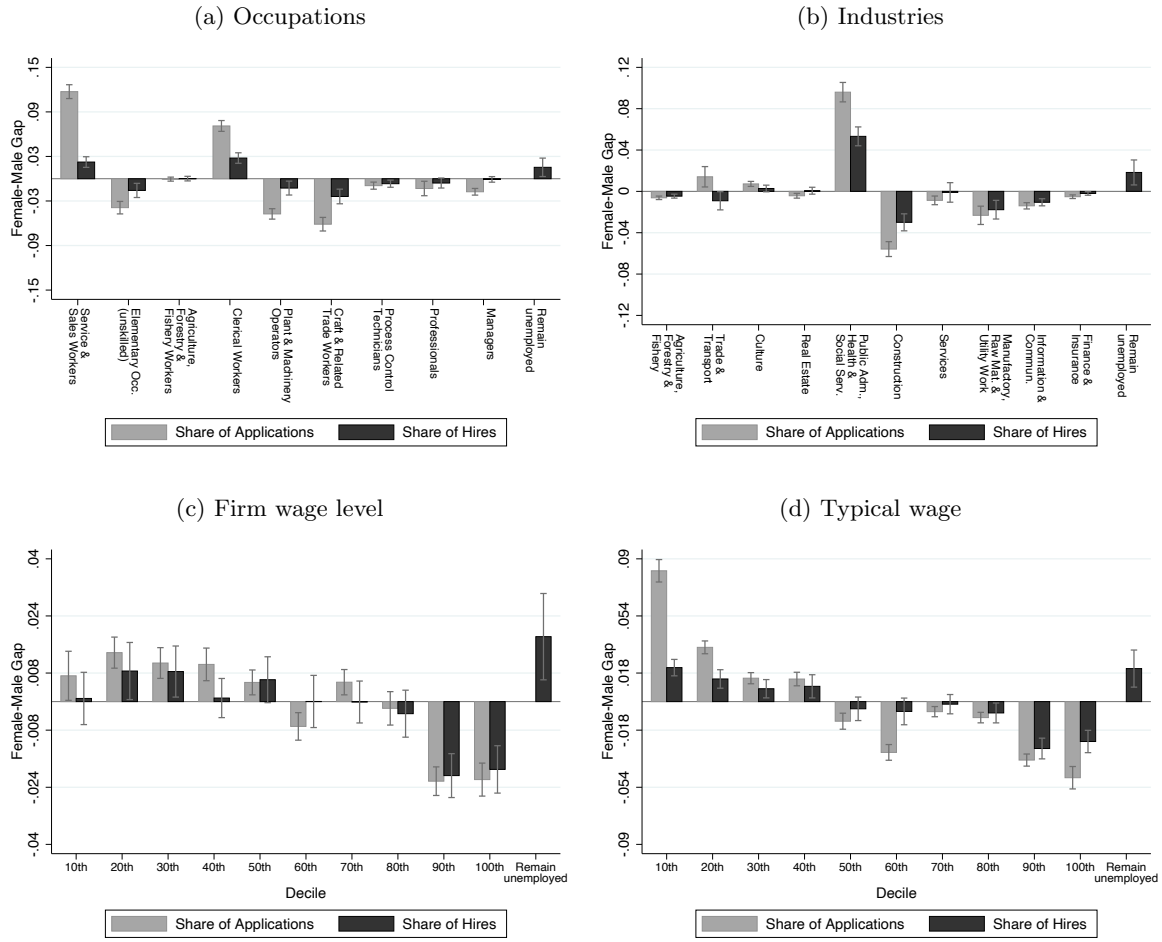 (a) Occupations
Female-Male Gap
.15
.09
.03
-.03
-.09
-.15
Service &
Sales Workers
Elementary Occ.
(unskilled)
Agriculture,
Forestry &
Fishery Workers
Clerical Workers
Plant & Machinery
Operators
Craft & Related
Trade Workers
Process Control
Technicians
Professionals
Managers
Remain
unemployed
Share of Applications
Share of Hires
(b) Industries
Female-Male Gap
.12
.08
.04
0
-.04
-.08
-.12
Agriculture,
Forestry &
Fishery
Trade &
Transport
Culture
Real Estate
Public Adm.,
Health &
Social Serv.
Construction
Services
Manufactory,
Raw Mat. &
Utility Work
Information &
Commun.
Finance &
Insurance
Remain
unemployed
Share of Applications
Share of Hires
(c) Firm wage level
Female-Male Gap
.04
.024
.008
-.008
-.024
-.04
10th
20th
30th
40th
50th
60th
70th
80th
90th
100th
Remain
unemployed
Decile
Share of Applications
Share of Hires
(d) Typical wage
Female-Male Gap
.09
.054
.018
-.018
-.054
-.09
10th
20th
30th
40th
50th
60th
70th
80th
90th
100th
Remain
unemployed
Decile
Share of Applications
Share of Hires